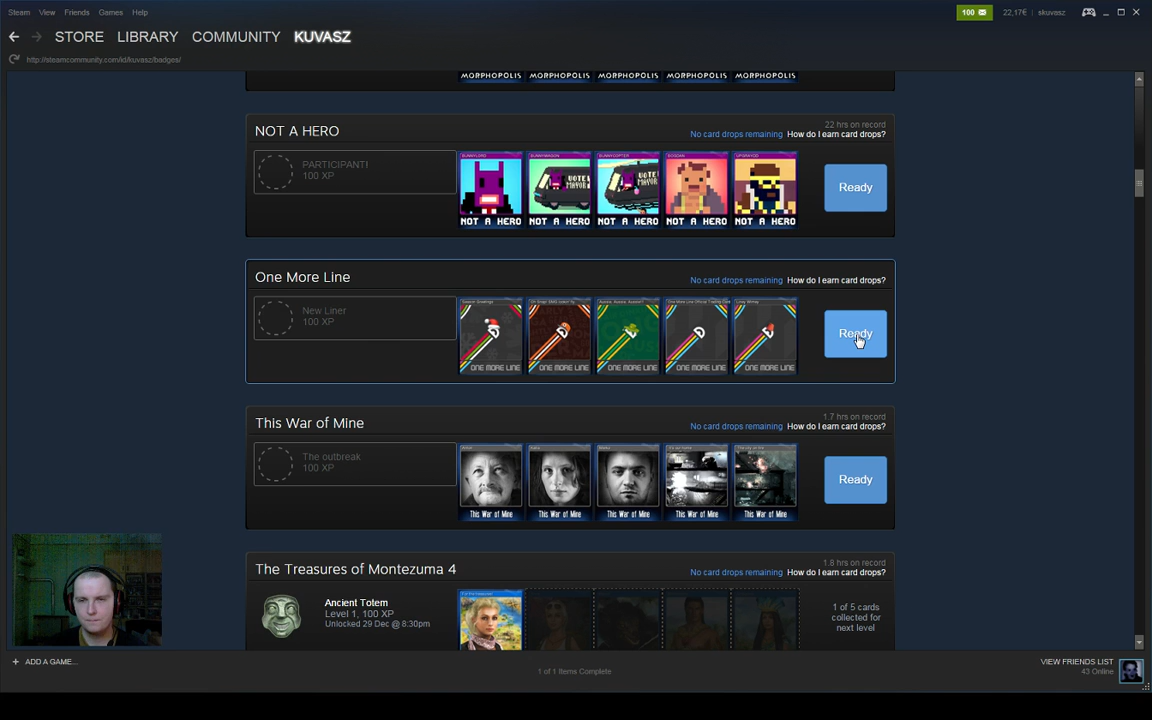 Steam View Friends Games Help
100
22,17€ skuvasz
STORE LIBRARY COMMUNITY KUVASZ
http://steamcommunity.com/id/kuvasz/badges/
MORPHOPOLIS MORPHOPOLIS MORPHOPOLIS MORPHOPOLIS MORPHOPOLIS
NOT A HERO
22 hrs on record
No card drops remaining How do I earn card drops?
PARTICIPANT!
100 XP
BUNNYLORD BUNNYWAGON BUNNYCOPTER
VOTE MAYOR
NOT A HERO NOT A HERO NOT A HERO NOT A HERO NOT A HERO
Ready
One More Line
No card drops remaining How do I earn card drops?
New Liner
100 XP
ONE MORE LINE ONE MORE LINE ONE MORE LINE ONE MORE LINE ONE MORE LINE
Ready
This War of Mine
1.7 hrs on record
No card drops remaining How do I earn card drops?
The outbreak
100 XP
This War of Mine This War of Mine This War of Mine This War of Mine This War of Mine
Ready
The Treasures of Montezuma 4
1.8 hrs on record
No card drops remaining How do I earn card drops?
Ancient Totem
Level 1, 100 XP
Unlocked 29 Dec @ 8:30pm
1 of 5 cards
collected for
next level
+ ADD A GAME...
1 of 1 Items Complete
VIEW FRIENDS LIST
43 Online